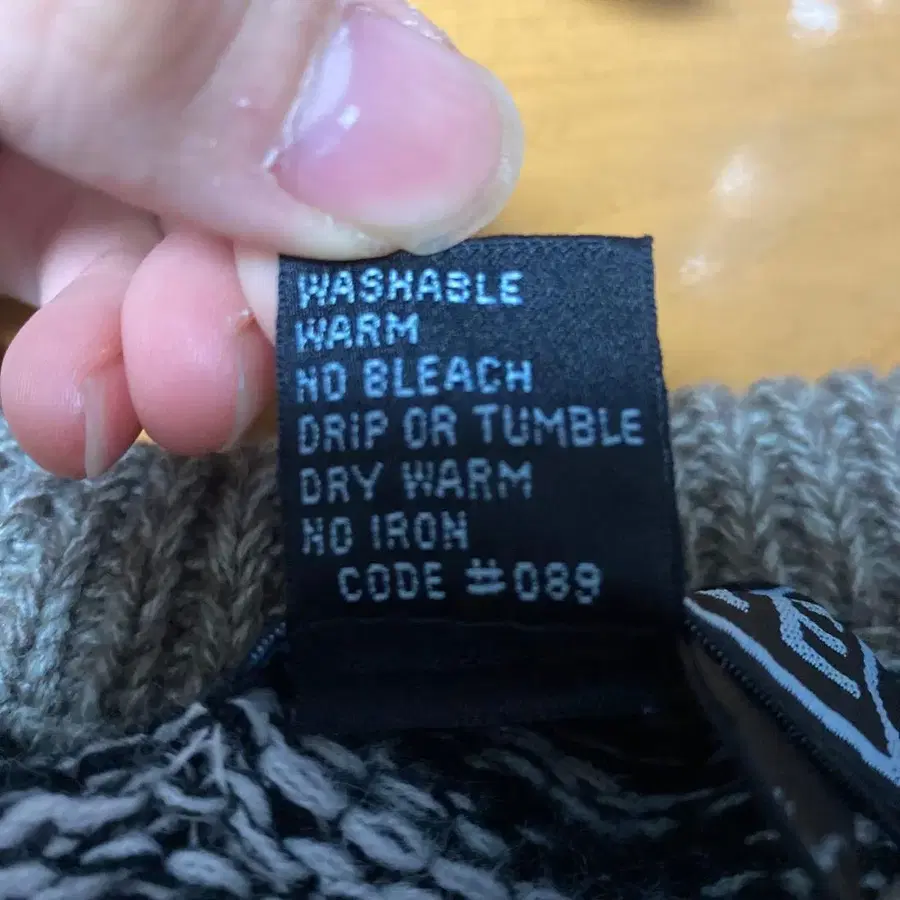 WASHABLE
WARM
NO BLEACH
DRIP OR TUMBLE
DRY WARM
NO IRON
CODE #089